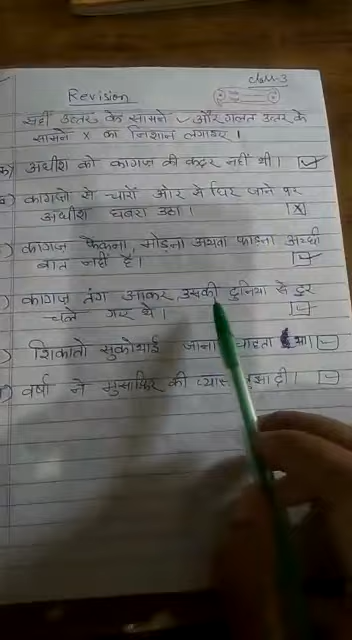 class-3
Revision
सही उत्तर के सामने ✓ और गलत उत्तर के
सामने x का निशान लगाइए ।
अधीश को कागज़ की कद्र नहीं थी । ✓
कागजो से चारों ओर से घिर जाने पर
अधीश घबरा उठा । x
कागज़ फेंकना, मोड़ना अथवा फाड़ना अच्छी
बात नहीं है । ✓
कागज़ तंग आकर उसकी दुनिया से दूर
चले गए थे । ✓
जाना चाहता था । ✓
वर्षा ने मुसाफिर की प्यास बुझा दी । ✓